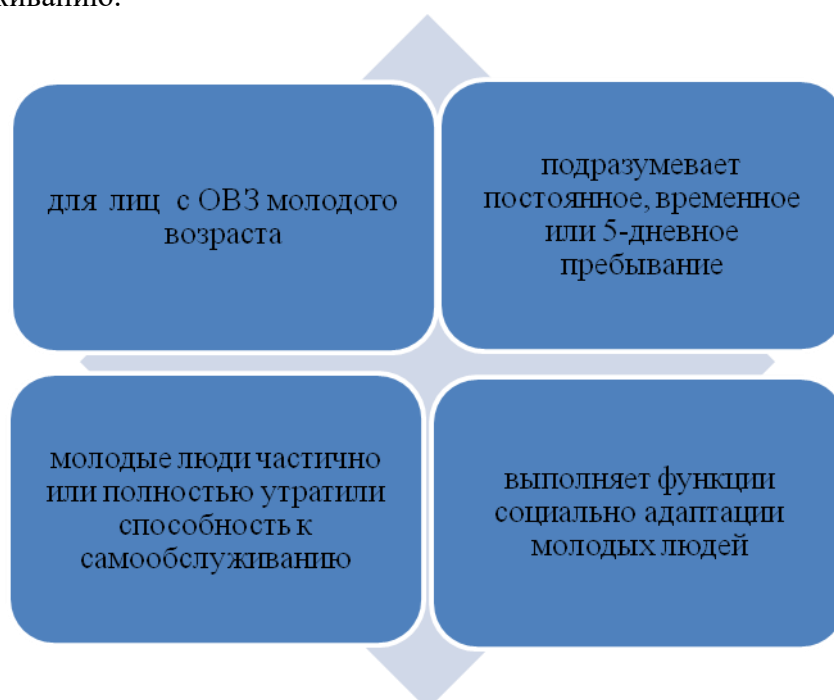 для лиц с ОВЗ молодого
возраста
подразумевает
постоянное, временное
или 5-дневное
пребывание
молодые люди частично
или полностью утратили
способность к
самообслуживанию
выполняет функции
социально адаптации
молодых людей